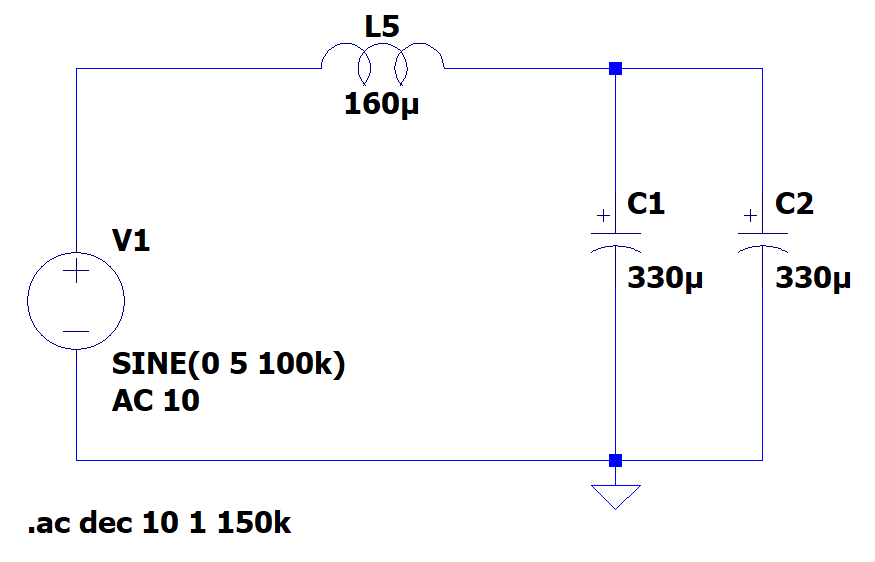 L5
160µ
C1
330µ
C2
330µ
V1
SINE(0 5 100k)
AC 10
.ac dec 10 1 150k